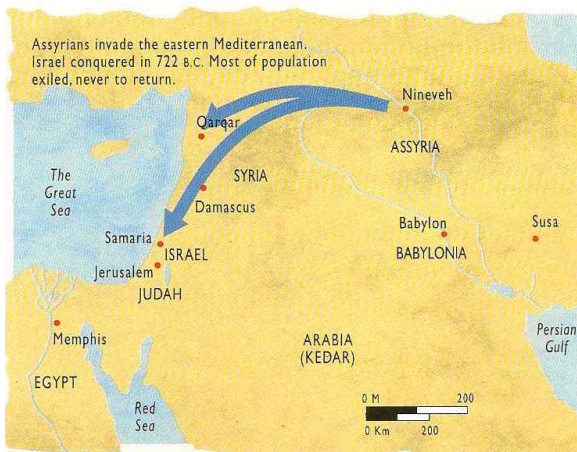 Assyrians invade the eastern Mediterranean.
Israel conquered in 722 B.C. Most of population
exiled, never to return.
Nineveh
Qarqar
ASSYRIA
The
Great
Sea
SYRIA
Damascus
Samaria
ISRAEL
Jerusalem
JUDAH
Babylon
BABYLONIA
Susa
Memphis
EGYPT
Red
Sea
ARABIA
(KEDAR)
Persian
Gulf
0 M 200
0 Km 200